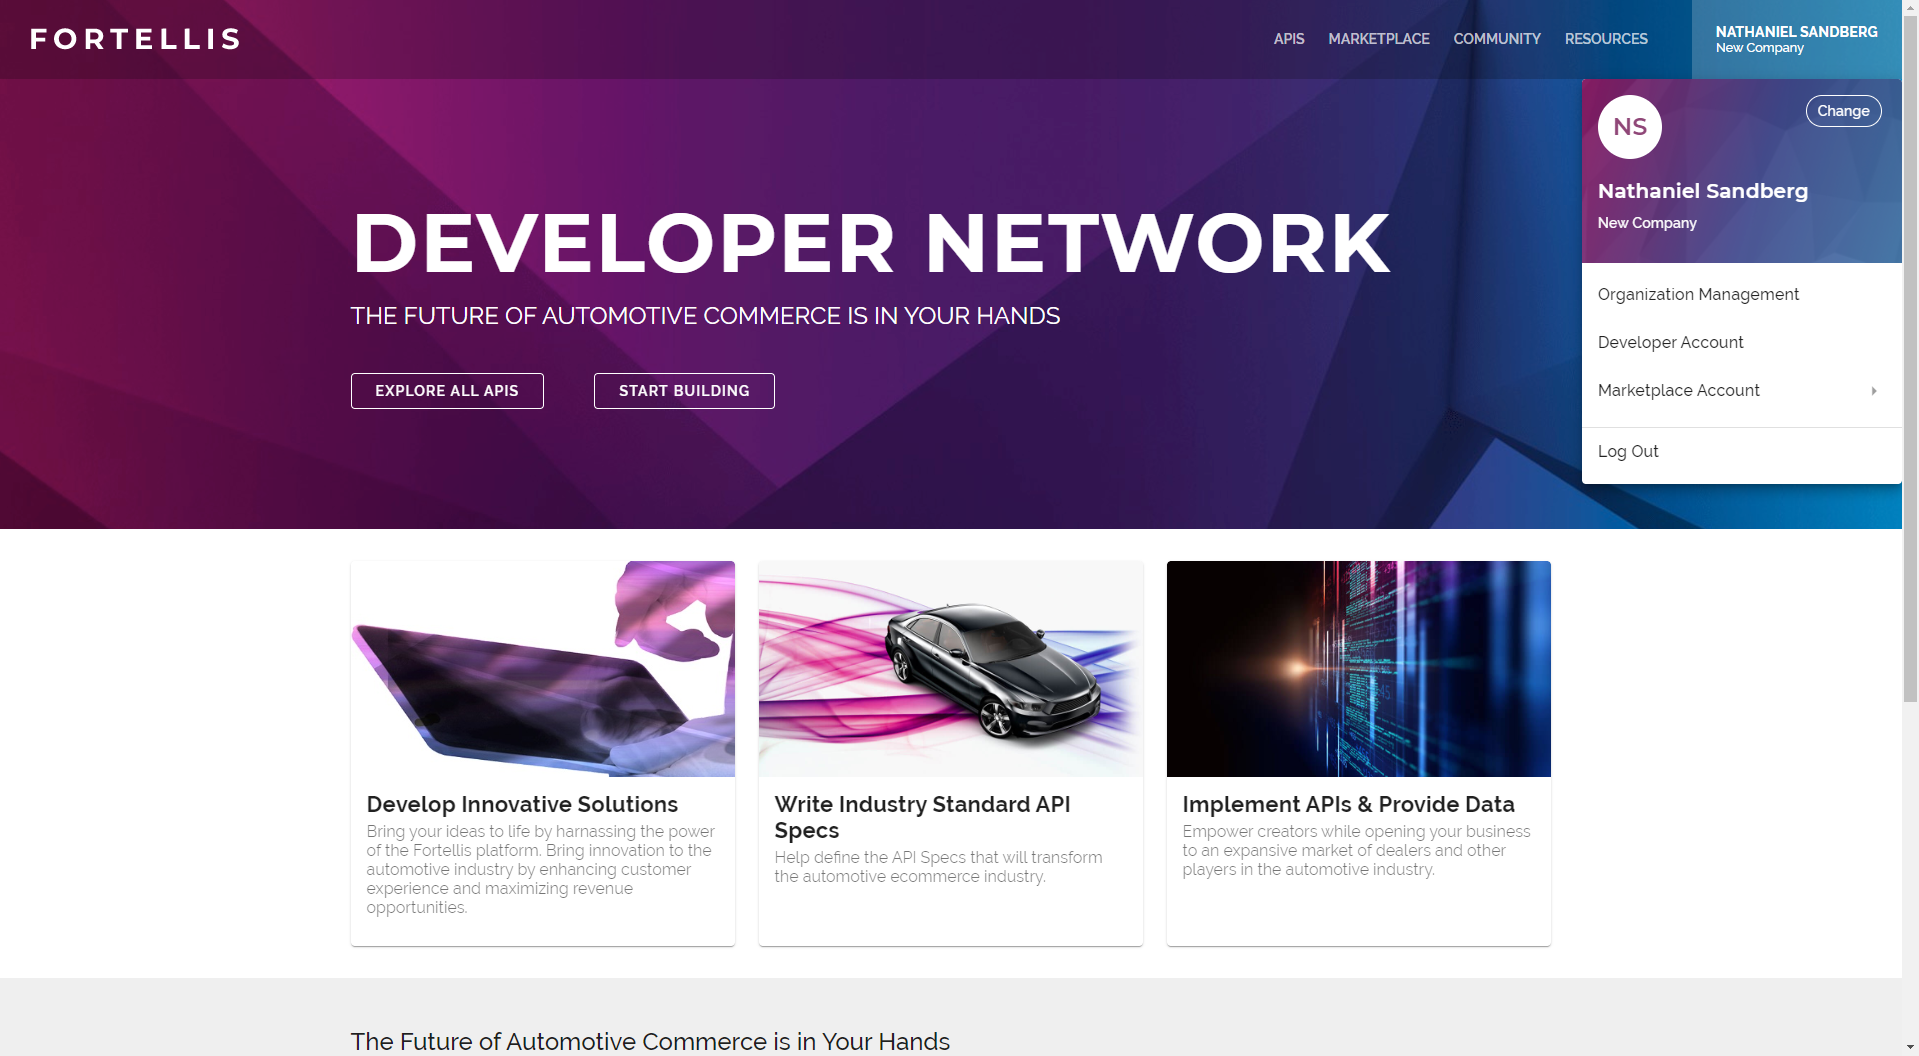 FORTELLIS
APIS
MARKETPLACE
COMMUNITY
RESOURCES
NATHANIEL SANDBERG
New Company
NS
Change
Nathaniel Sandberg
New Company
Organization Management
Developer Account
Marketplace Account
Log Out
DEVELOPER NETWORK
THE FUTURE OF AUTOMOTIVE COMMERCE IS IN YOUR HANDS
EXPLORE ALL APIS
START BUILDING
Develop Innovative Solutions
Bring your ideas to life by harnassing the power
of the Fortellis platform. Bring innovation to the
automotive industry by enhancing customer
experience and maximizing revenue
opportunities.
Write Industry Standard API
Specs
Help define the API Specs that will transform
the automotive ecommerce industry.
Implement APIs & Provide Data
Empower creators while opening your business
to an expansive market of dealers and other
players in the automotive industry.
The Future of Automotive Commerce is in Your Hands